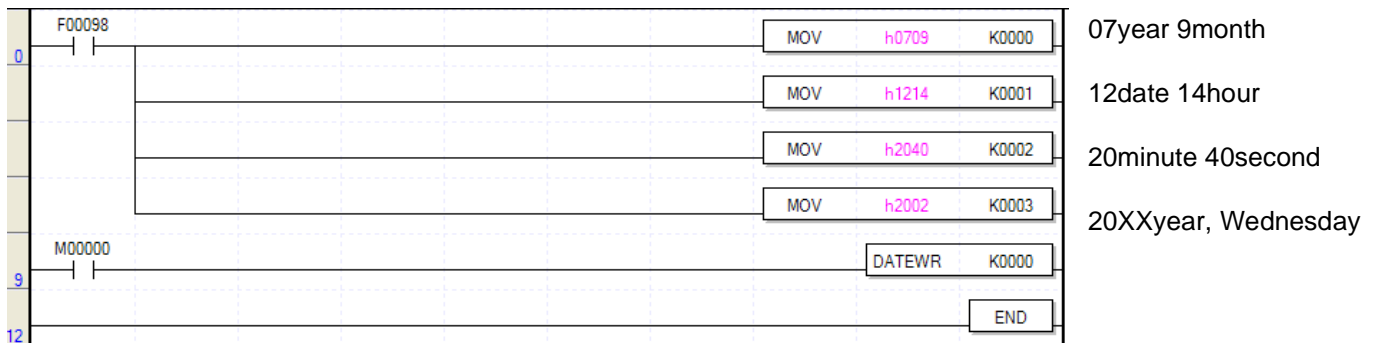 F00098
0 MOV h0709 K0000 07year 9month
MOV h1214 K0001 12date 14hour
MOV h2040 K0002 20minute 40second
MOV h2002 K0003 20XXyear, Wednesday
M00000
9 DATEWR K0000
12 END